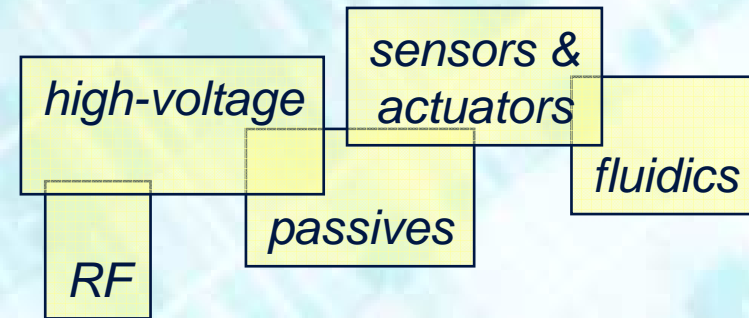 sensors &
actuators
high-voltage
fluidics
passives
RF